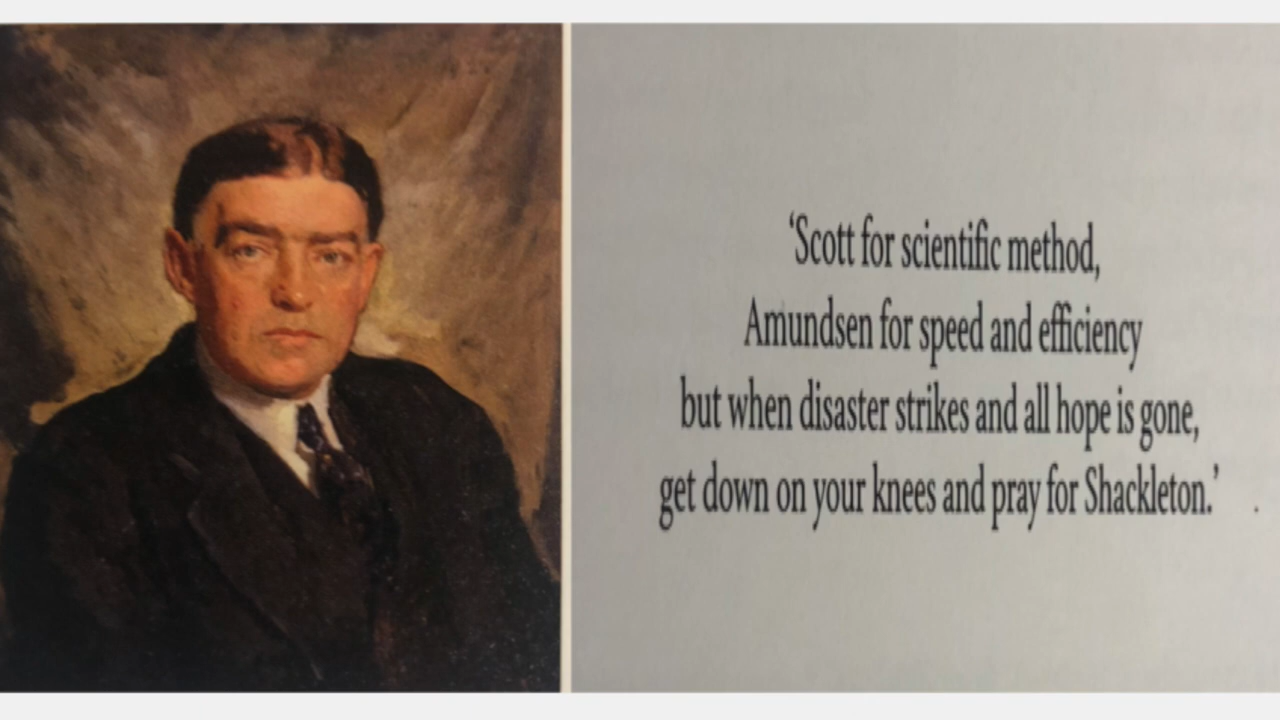 ‘Scott for scientific method,
Amundsen for speed and efficiency
but when disaster strikes and all hope is gone,
get down on your knees and pray for Shackleton.’